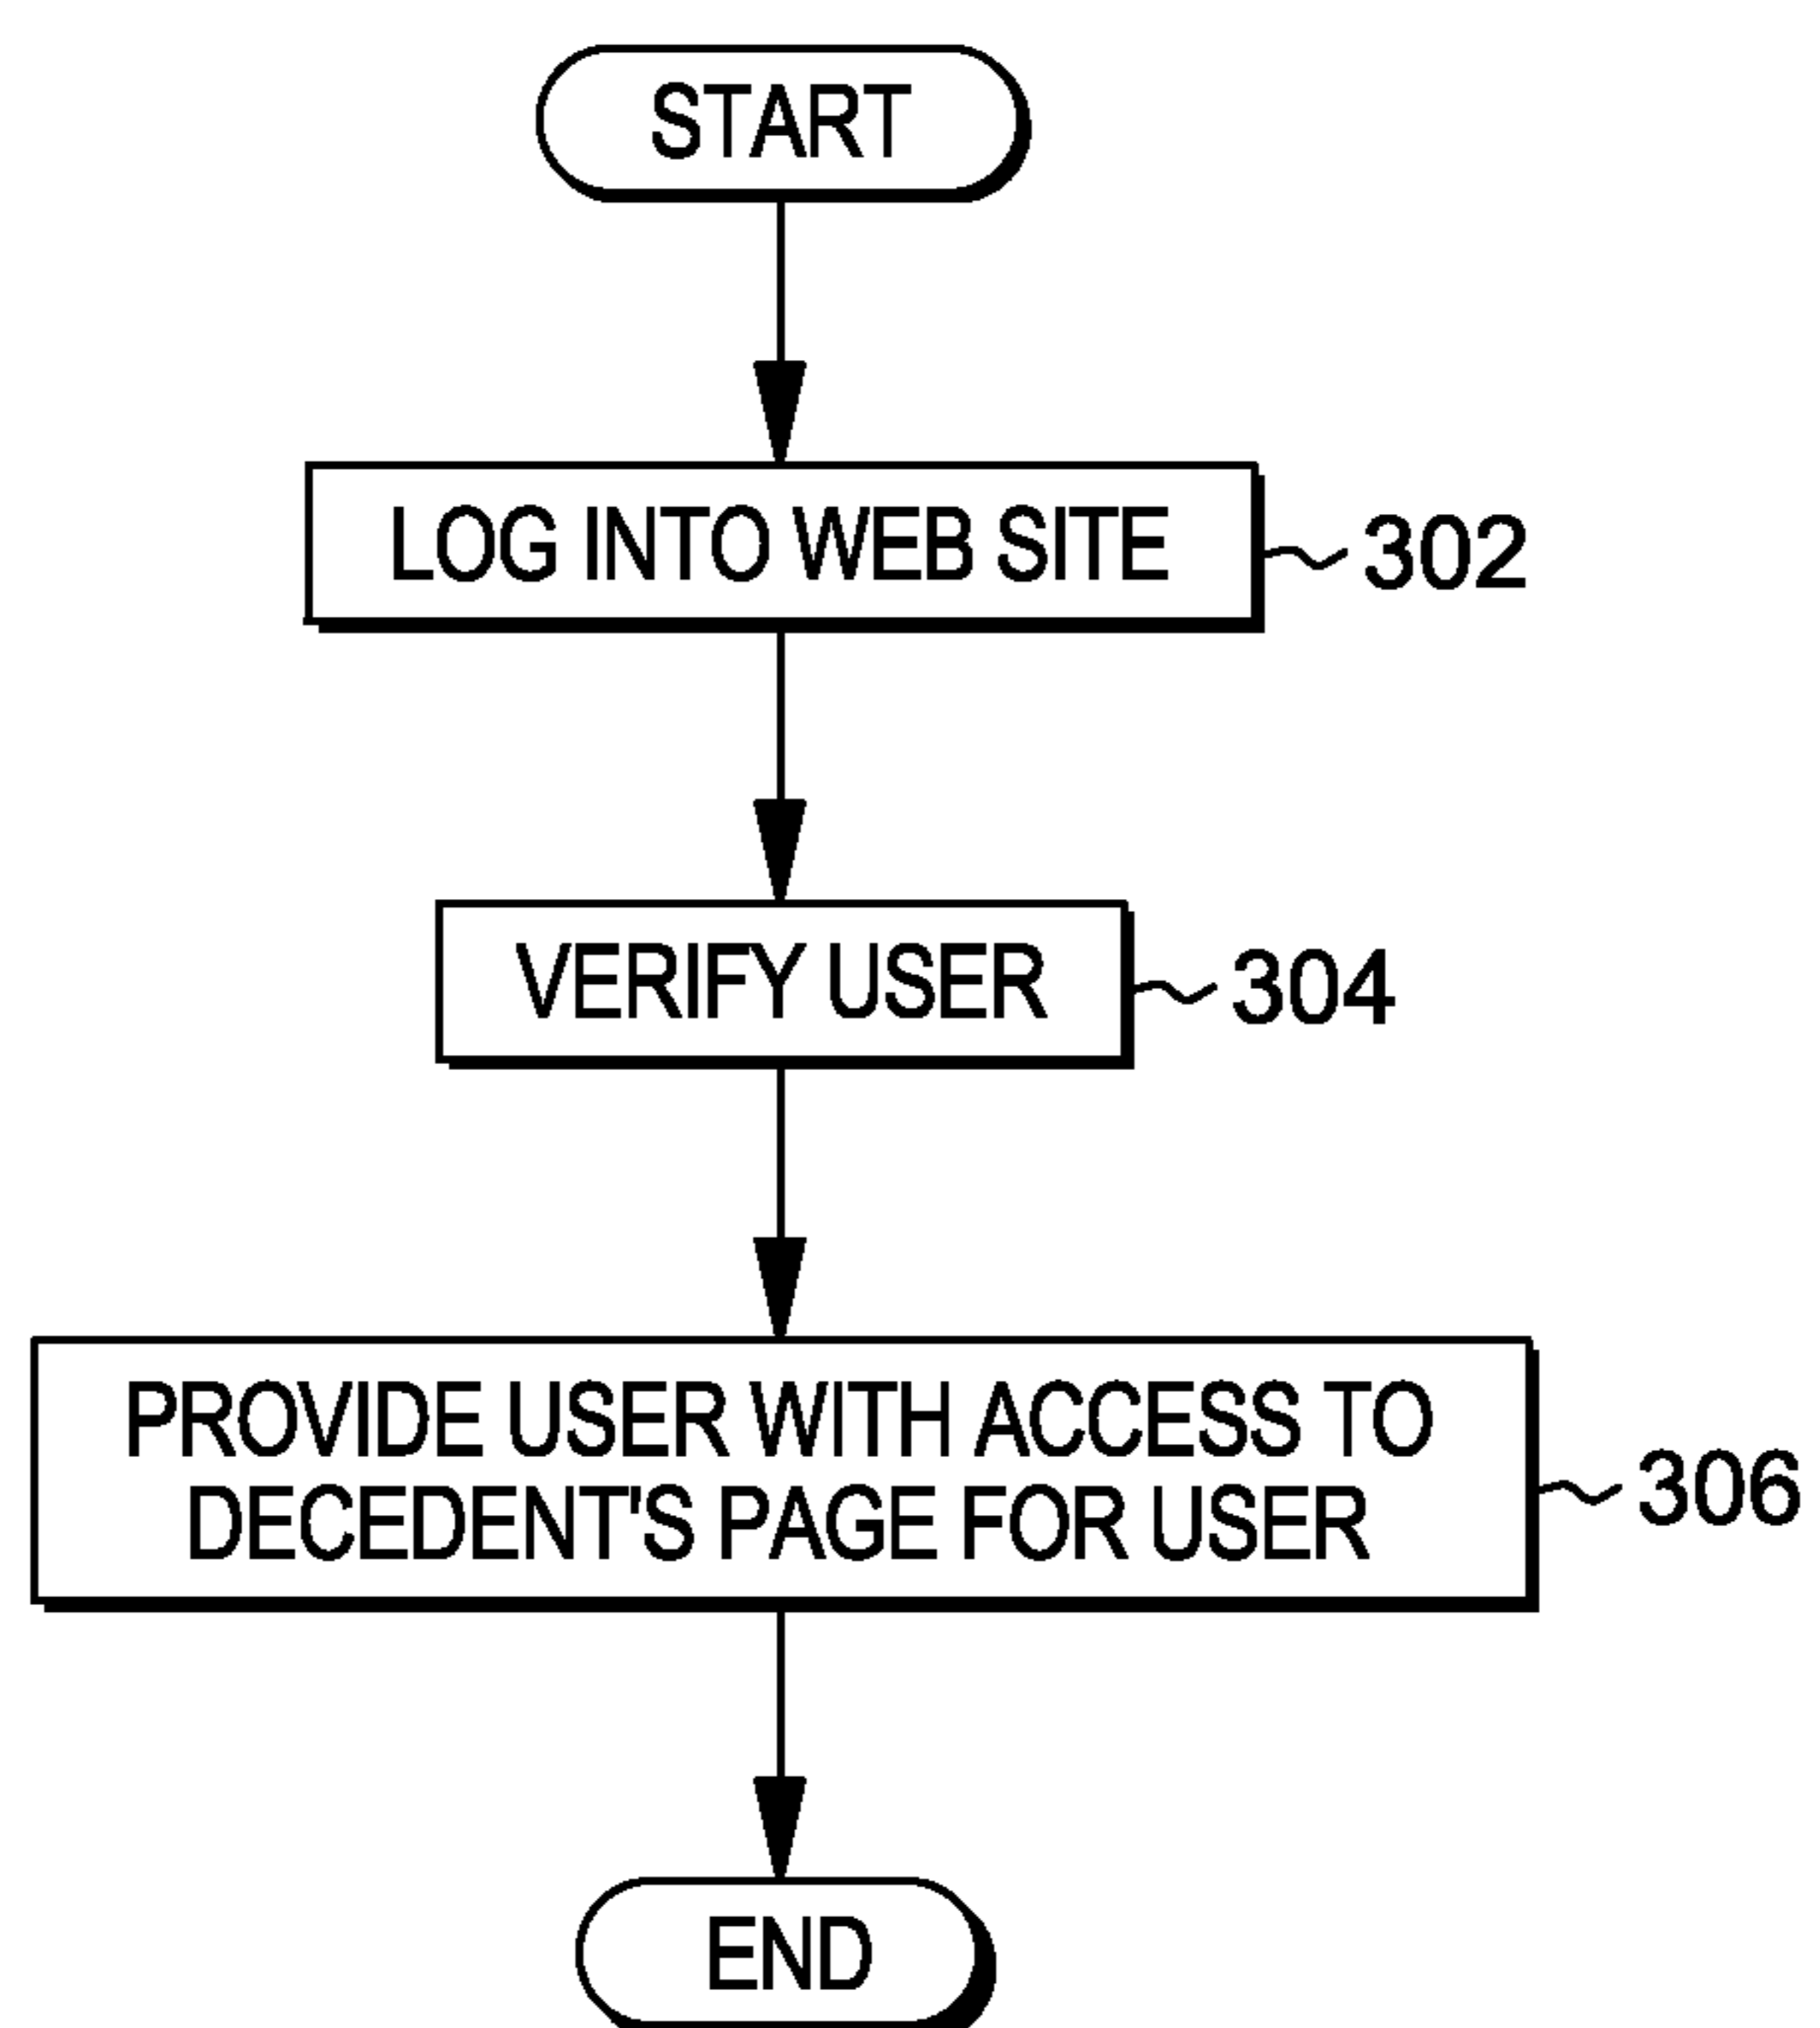 START
LOG INTO WEB SITE
302
VERIFY USER
304
PROVIDE USER WITH ACCESS TO
DECEDENT'S PAGE FOR USER
306
END